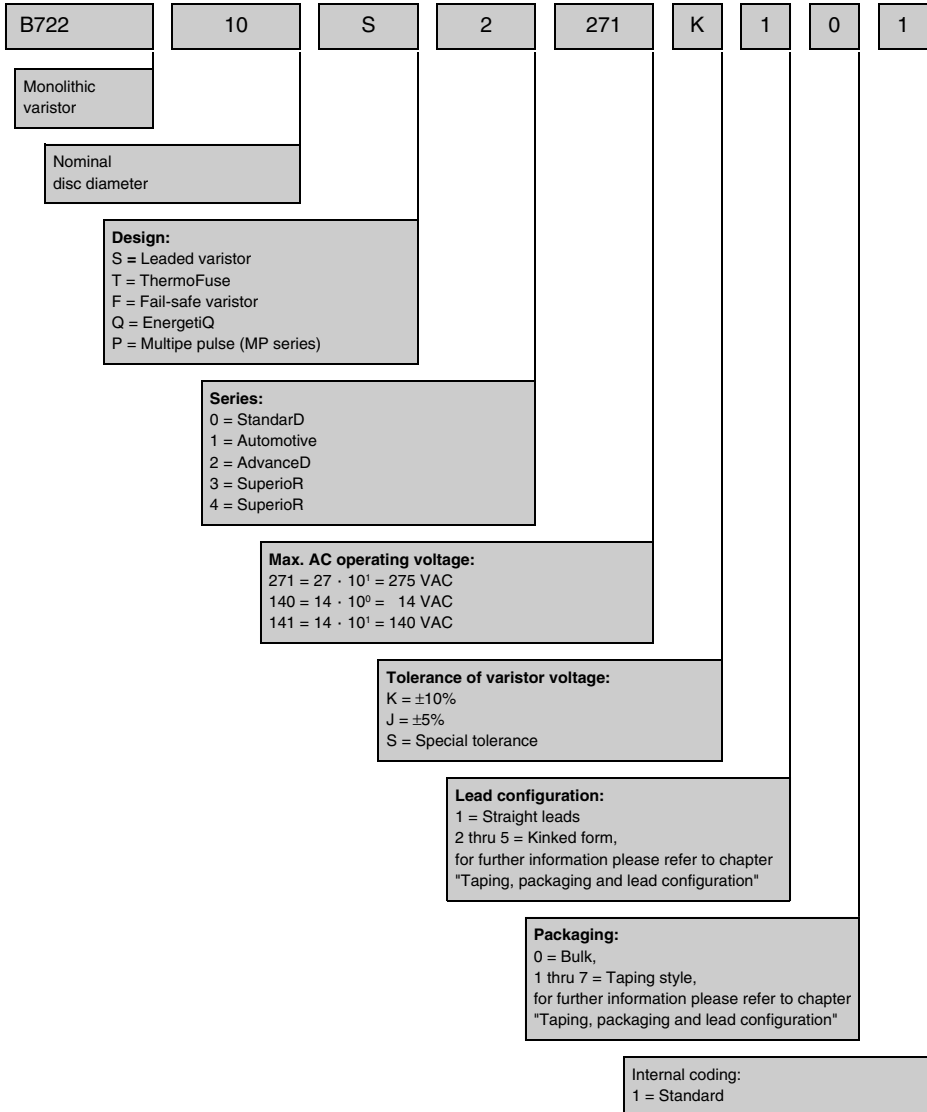 B722 10 S 2 271 K 1 0 1
Monolithic
varistor
Nominal
disc diameter
Design:
S = Leaded varistor
T = ThermoFuse
F = Fail-safe varistor
Q = EnergetiQ
P = Multipe pulse (MP series)
Series:
0 = StandarD
1 = Automotive
2 = AdvanceD
3 = SuperioR
4 = SuperioR
Max. AC operating voltage:
271 = 27 · 10¹ = 275 VAC
140 = 14 · 10⁰ = 14 VAC
141 = 14 · 10¹ = 140 VAC
Tolerance of varistor voltage:
K = ±10%
J = ±5%
S = Special tolerance
Lead configuration:
1 = Straight leads
2 thru 5 = Kinked form,
for further information please refer to chapter
"Taping, packaging and lead configuration"
Packaging:
0 = Bulk,
1 thru 7 = Taping style,
for further information please refer to chapter
"Taping, packaging and lead configuration"
Internal coding:
1 = Standard